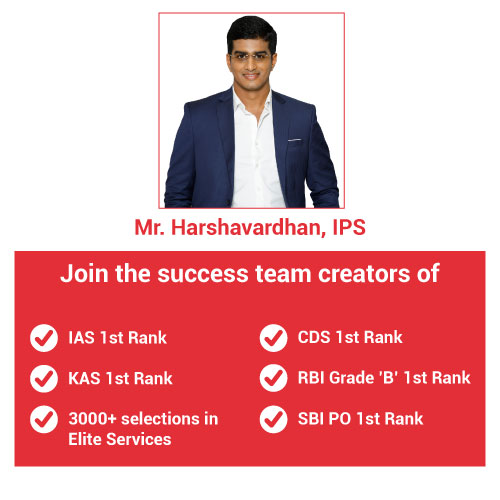 Mr. Harshavardhan, IPS
Join the success team creators of
IAS 1st Rank
KAS 1st Rank
3000+ selections in
Elite Services
CDS 1st Rank
RBI Grade 'B' 1st Rank
SBI PO 1st Rank